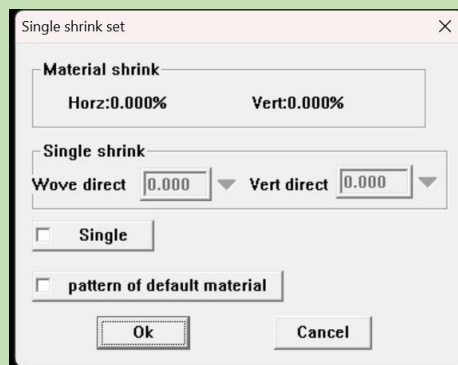 Single shrink set
Material shrink
Horz:0.000% Vert:0.000%
Single shrink
Wove direct 0.000 Vert direct 0.000
Single
pattern of default material
Ok Cancel